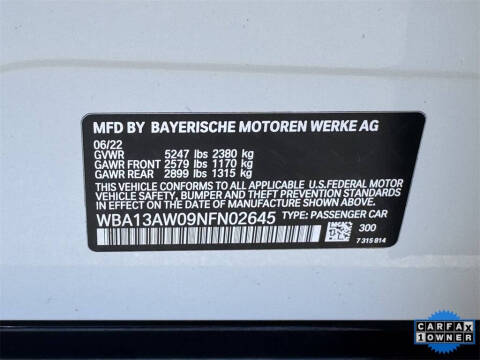 MFD BY BAYERISCHE MOTOREN WERKE AG
06/22
GVWR 5247 lbs 2380 kg
GAWR FRONT 2579 lbs 1170 kg
GAWR REAR 2899 lbs 1315 kg
THIS VEHICLE CONFORMS TO ALL APPLICABLE U.S.FEDERAL MOTOR
VEHICLE SAFETY, BUMPER, AND THEFT PREVENTION STANDARDS
IN EFFECT ON THE DATE OF MANUFACTURE SHOWN ABOVE.
WBA13AW09NFN02645 TYPE: PASSENGER CAR
300
7 315 814
CARFAX
1 OWNER